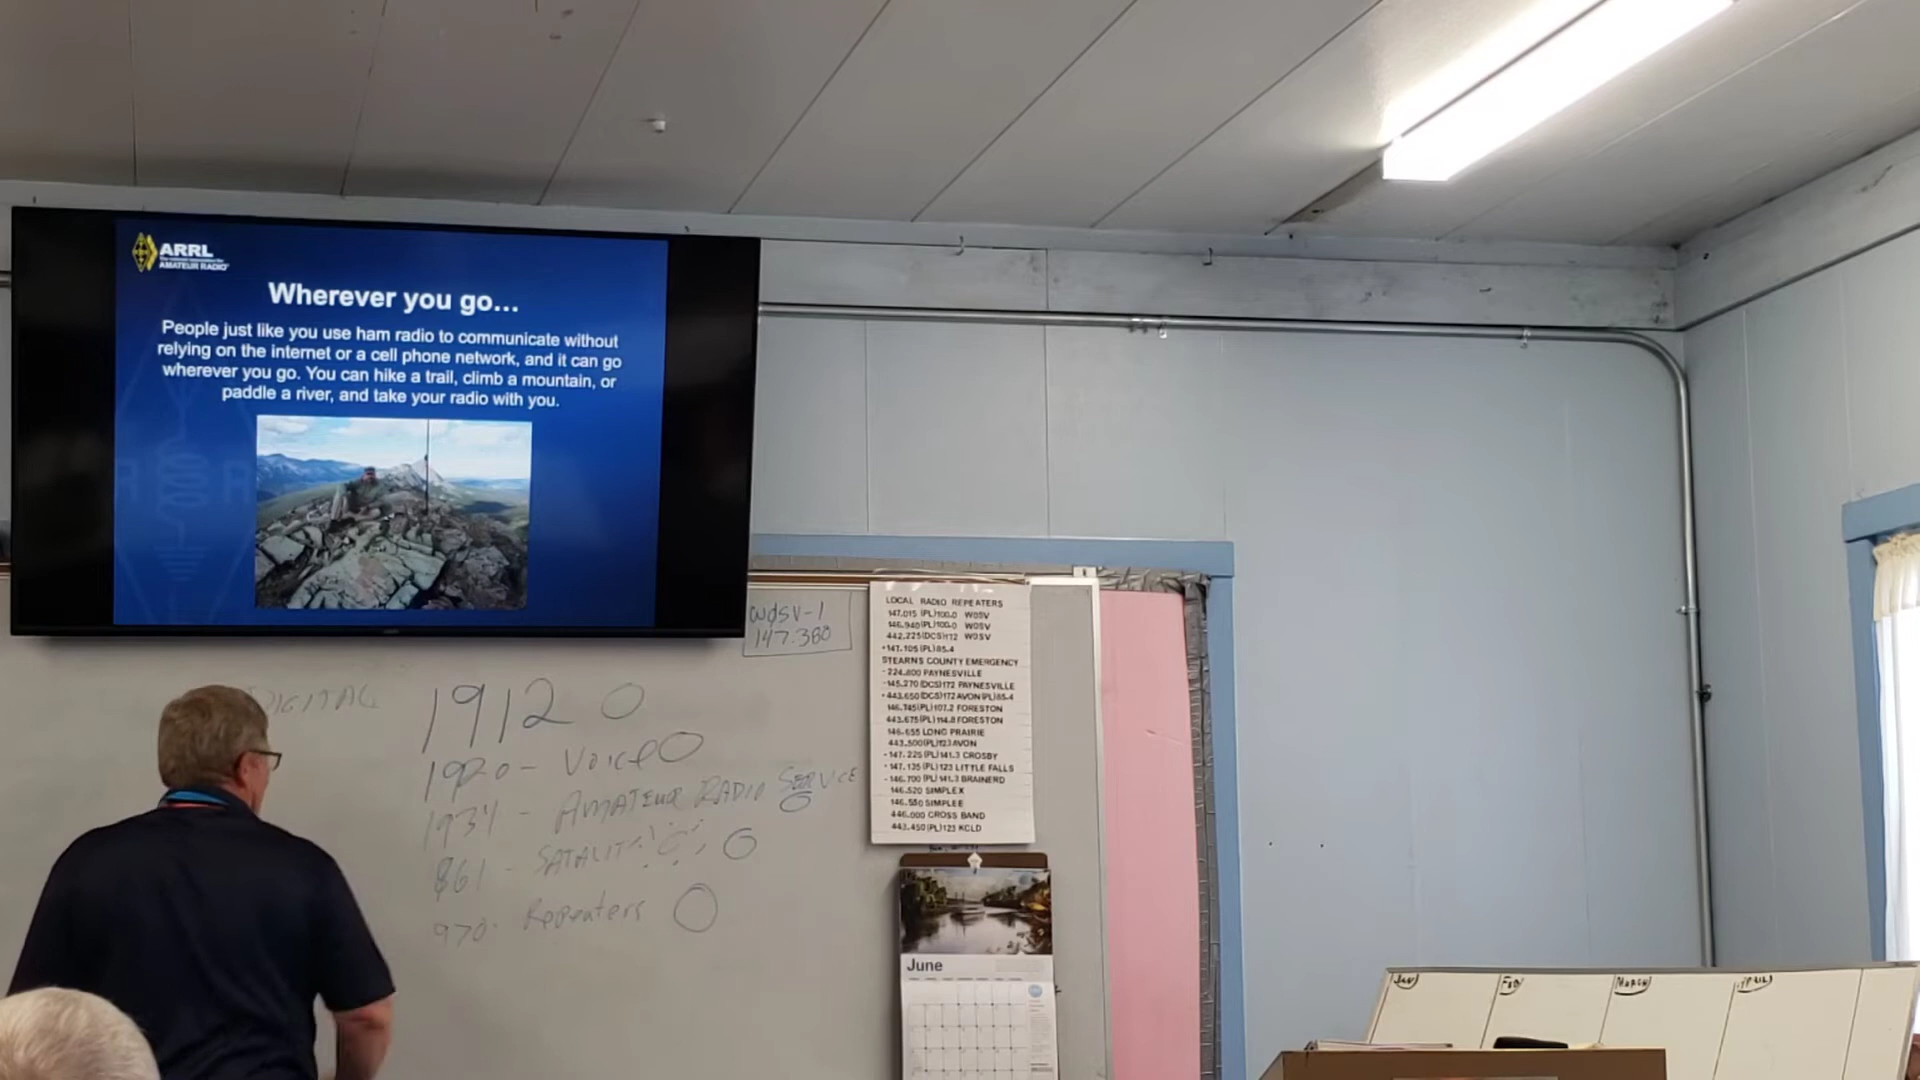 ARRL
AMATEUR RADIO
Wherever you go...
People just like you use ham radio to communicate without
relying on the internet or a cell phone network, and it can go
wherever you go. You can hike a trail, climb a mountain, or
paddle a river, and take your radio with you.
WØSV-1
147.380
DIGITAL
1912 O
1920 - Voice O
1934 - AMATEUR RADIO SERVICE
861 - SATALIT
970. Repeaters
LOCAL RADIO REPEATERS
147.015 (PL)100.0 WØSV
146.940(PL)100.0 WØSV
442.225(DCS)172 WØSV
147.105(PL)85.4
STEARNS COUNTY EMERGENCY
-224.800 PAYNESVILLE
-145.270(DCS)172 PAYNESVILLE
+443.650(DCS)172 AVON(PL)85.4
146.745(PL)107.2 FORESTON
443.675(PL)114.8 FORESTON
146.655 LONG PRAIRIE
443.500(PL)123 AVON
-147.225(PL)141.3 CROSBY
+147.135(PL)123 LITTLE FALLS
-146.700(PL)141.3 BRAINERD
146.520 SIMPLEX
146.550 SIMPLEE
446.000 CROSS BAND
443.450(PL)123 KCLD
June
JAN
FEB
MARCH
APRIL